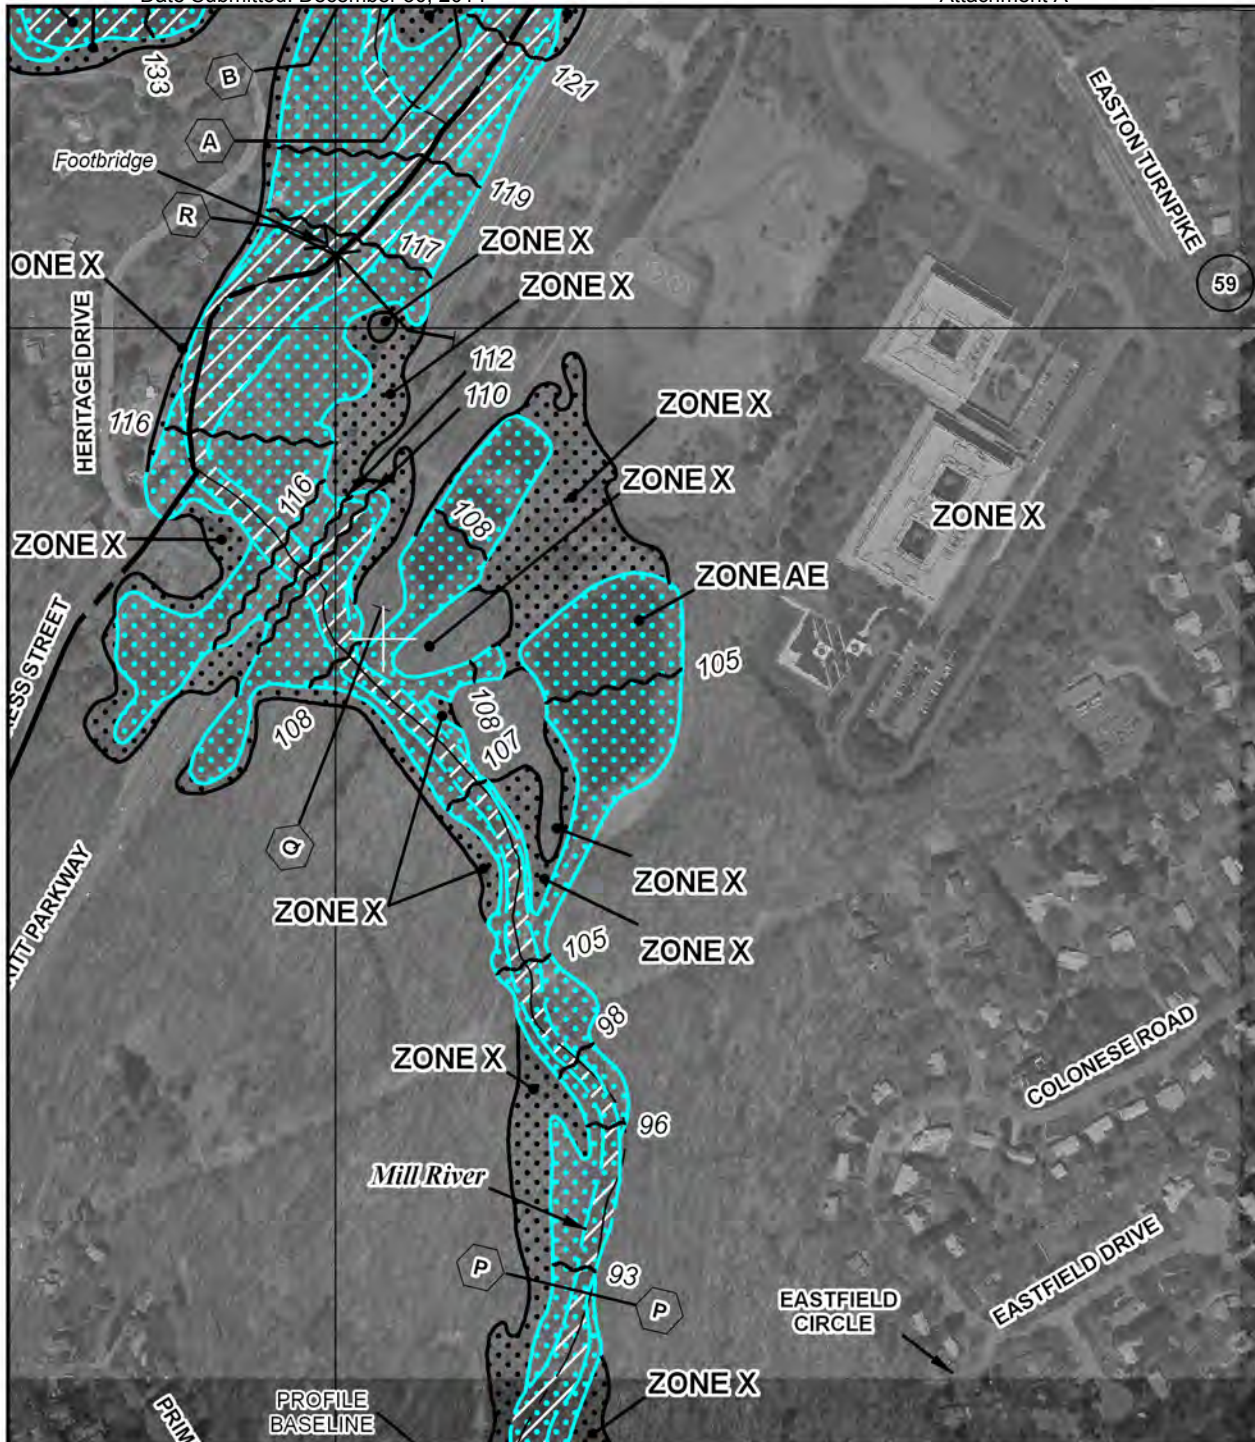 133
B
121
EASTON TURNPIKE
A
Footbridge
119
R
117
ZONE X
ONE X
ZONE X
59
HERITAGE DRIVE
112
110
116
ZONE X
116
ZONE X
108
ZONE X
ZONE X
ZONE AE
ESS STREET
105
108
108
107
Q
ZONE X
ZONE X
ITT PARKWAY
105
ZONE X
98
ZONE X
COLONESE ROAD
96
Mill River
P
93
P
EASTFIELD
CIRCLE
EASTFIELD DRIVE
ZONE X
PROFILE
BASELINE
PRIM